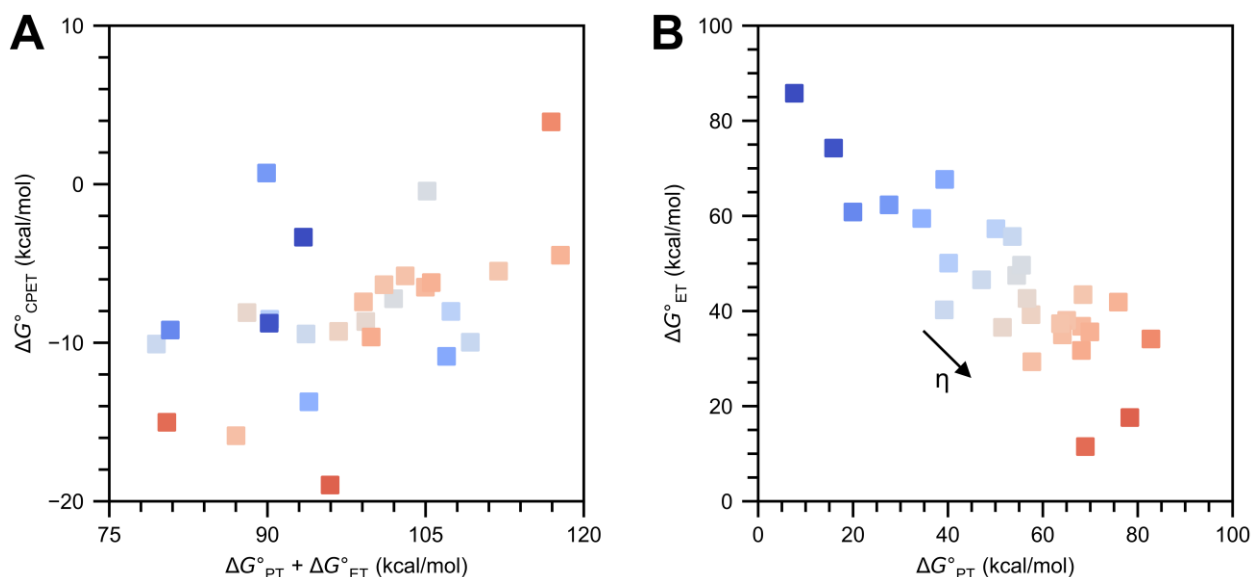 A
10
0
−10
−20
ΔG°CPET (kcal/mol)
75
90
105
120
ΔG°PT + ΔG°ET (kcal/mol)
B
100
80
60
40
20
0
ΔG°ET (kcal/mol)
η
0
20
40
60
80
100
ΔG°PT (kcal/mol)